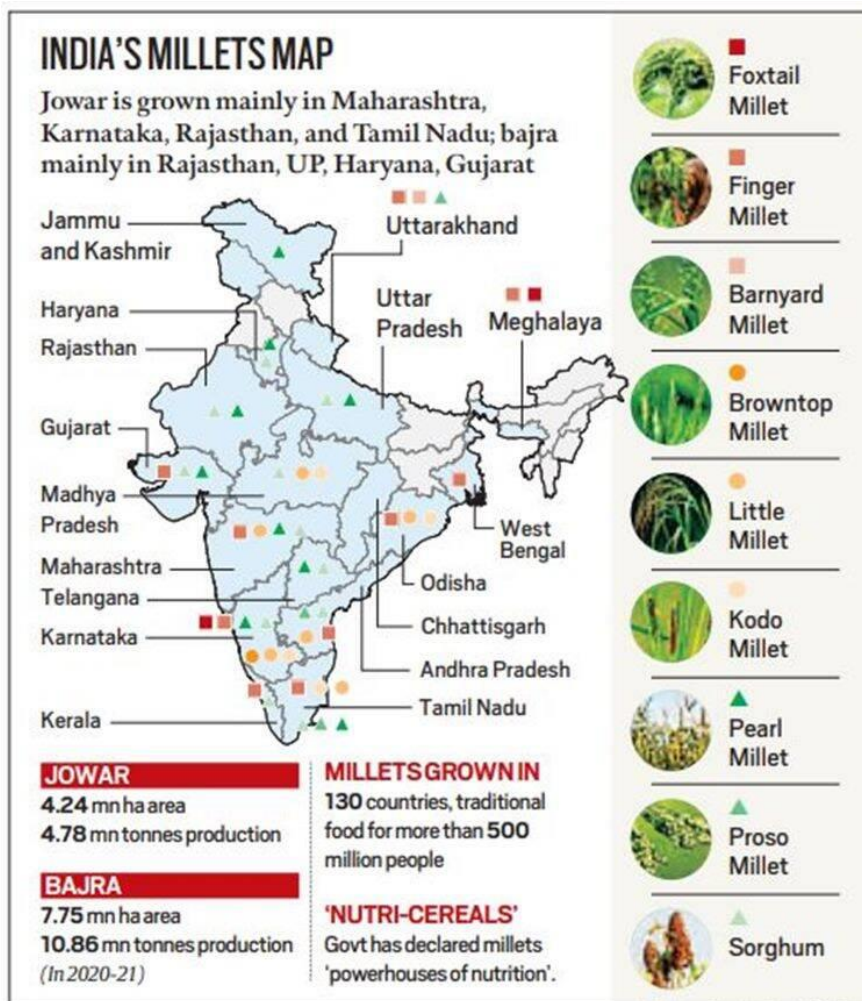 INDIA'S MILLETS MAP
Jowar is grown mainly in Maharashtra,
Karnataka, Rajasthan, and Tamil Nadu; bajra
mainly in Rajasthan, UP, Haryana, Gujarat
Jammu
and Kashmir
Haryana
Rajasthan
Gujarat
Madhya
Pradesh
Maharashtra
Telangana
Karnataka
Kerala
Uttarakhand
Uttar
Pradesh
Meghalaya
West
Bengal
Odisha
Chhattisgarh
Andhra Pradesh
Tamil Nadu
JOWAR
4.24 mn ha area
4.78 mn tonnes production
BAJRA
7.75 mn ha area
10.86 mn tonnes production
(In 2020-21)
MILLETS GROWN IN
130 countries, traditional
food for more than 500
million people
'NUTRI-CEREALS'
Govt has declared millets
'powerhouses of nutrition'.
Foxtail
Millet
Finger
Millet
Barnyard
Millet
Browntop
Millet
Little
Millet
Kodo
Millet
Pearl
Millet
Proso
Millet
Sorghum